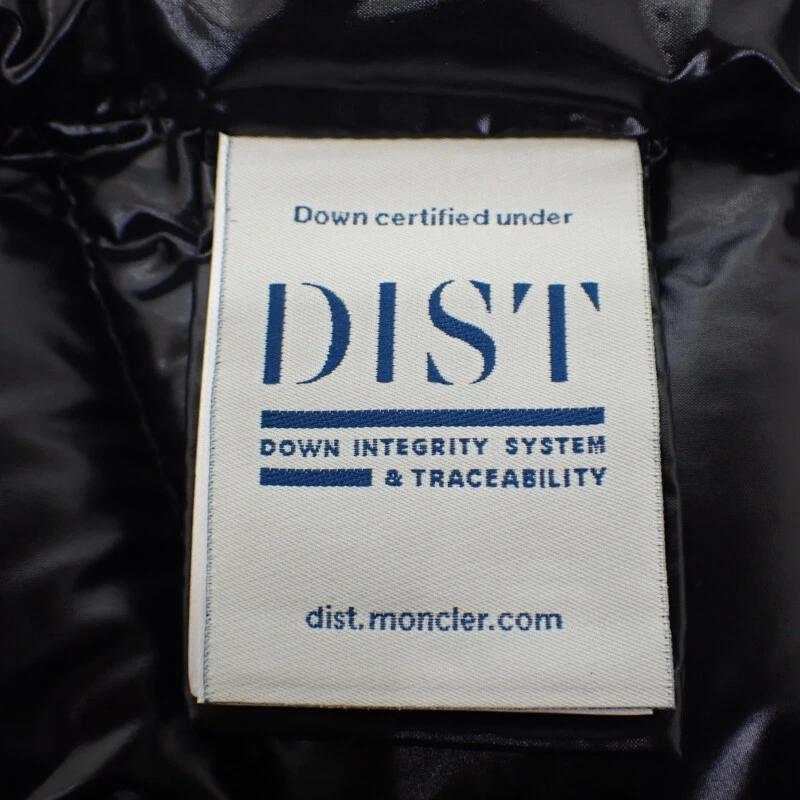 Down certified under
DIST
DOWN INTEGRITY SYSTEM
& TRACEABILITY
dist.moncler.com